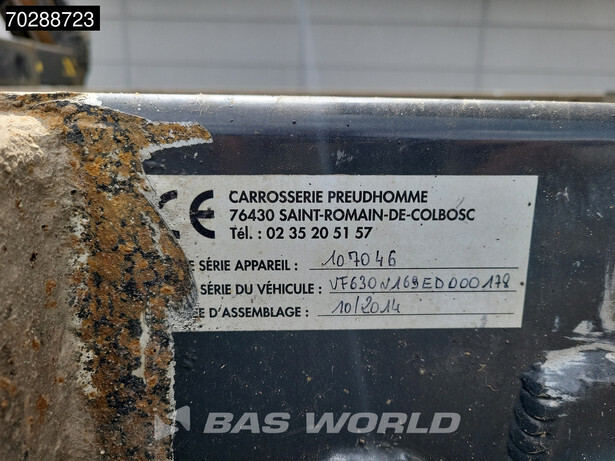 70288723
CE CARROSSERIE PREUDHOMME
76430 SAINT-ROMAIN-DE-COLBOSC
Tél. : 02 35 20 51 57
SÉRIE APPAREIL : 107046
SÉRIE DU VÉHICULE : VF630N169ED000178
D'ASSEMBLAGE : 10/2014
BAS WORLD